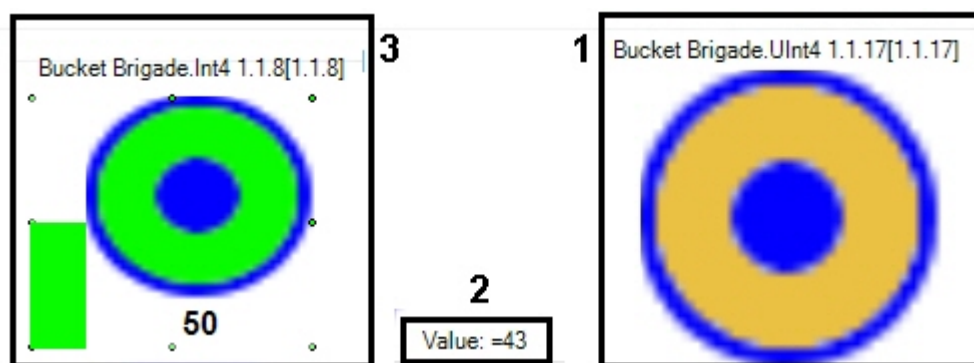 Bucket Brigade.Int4 1.1.8[1.1.8]
3
50
2
Value: =43
1
Bucket Brigade.UInt4 1.1.17[1.1.17]